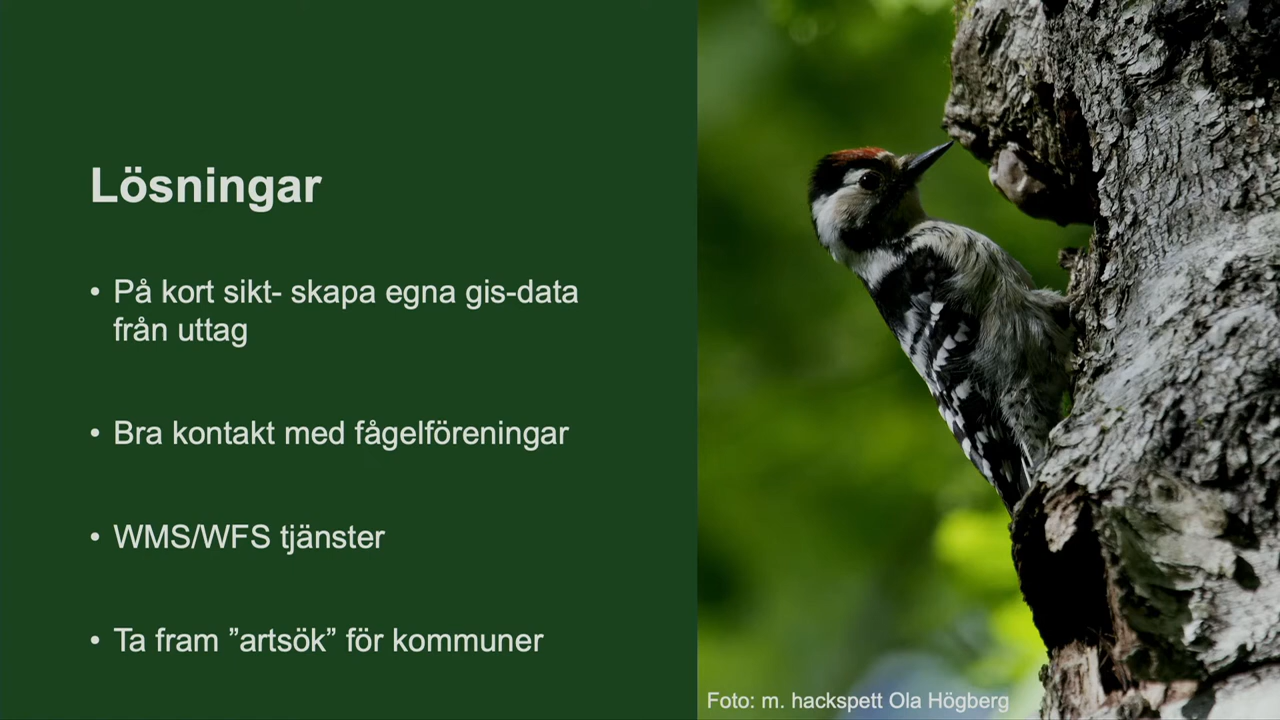 Lösningar
• På kort sikt- skapa egna gis-data
från uttag
• Bra kontakt med fågelföreningar
• WMS/WFS tjänster
• Ta fram ”artsök” för kommuner
Foto: m. hackspett Ola Högberg